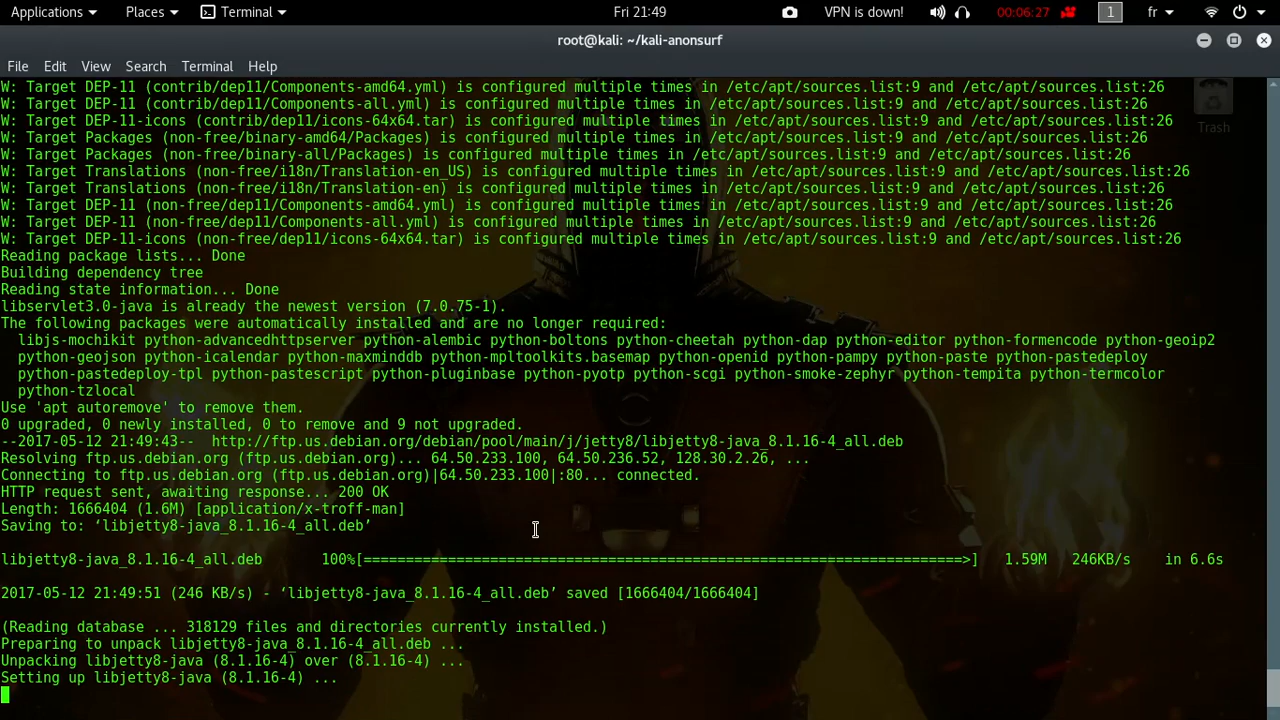 Applications Places Terminal Fri 21:49 VPN is down! 00:06:27 1 fr
root@kali: ~/kali-anonsurf
File Edit View Search Terminal Help
Trash
W: Target DEP-11 (contrib/dep11/Components-amd64.yml) is configured multiple times in /etc/apt/sources.list:9 and /etc/apt/sources.list:26
W: Target DEP-11 (contrib/dep11/Components-all.yml) is configured multiple times in /etc/apt/sources.list:9 and /etc/apt/sources.list:26
W: Target DEP-11-icons (contrib/dep11/icons-64x64.tar) is configured multiple times in /etc/apt/sources.list:9 and /etc/apt/sources.list:26
W: Target Packages (non-free/binary-amd64/Packages) is configured multiple times in /etc/apt/sources.list:9 and /etc/apt/sources.list:26
W: Target Packages (non-free/binary-all/Packages) is configured multiple times in /etc/apt/sources.list:9 and /etc/apt/sources.list:26
W: Target Translations (non-free/i18n/Translation-en_US) is configured multiple times in /etc/apt/sources.list:9 and /etc/apt/sources.list:26
W: Target Translations (non-free/i18n/Translation-en) is configured multiple times in /etc/apt/sources.list:9 and /etc/apt/sources.list:26
W: Target DEP-11 (non-free/dep11/Components-amd64.yml) is configured multiple times in /etc/apt/sources.list:9 and /etc/apt/sources.list:26
W: Target DEP-11 (non-free/dep11/Components-all.yml) is configured multiple times in /etc/apt/sources.list:9 and /etc/apt/sources.list:26
W: Target DEP-11-icons (non-free/dep11/icons-64x64.tar) is configured multiple times in /etc/apt/sources.list:9 and /etc/apt/sources.list:26
Reading package lists... Done
Building dependency tree
Reading state information... Done
libservlet3.0-java is already the newest version (7.0.75-1).
The following packages were automatically installed and are no longer required:
libjs-mochikit python-advancedhttpserver python-alembic python-boltons python-cheetah python-dap python-editor python-formencode python-geoip2
python-geojson python-icalendar python-maxminddb python-mpltoolkits.basemap python-openid python-pampy python-paste python-pastedeploy
python-pastedeploy-tpl python-pastescript python-pluginbase python-pyotp python-scgi python-smoke-zephyr python-tempita python-termcolor
python-tzlocal
Use 'apt autoremove' to remove them.
0 upgraded, 0 newly installed, 0 to remove and 9 not upgraded.
--2017-05-12 21:49:43-- http://ftp.us.debian.org/debian/pool/main/j/jetty8/libjetty8-java_8.1.16-4_all.deb
Resolving ftp.us.debian.org (ftp.us.debian.org)... 64.50.233.100, 64.50.236.52, 128.30.2.26, ...
Connecting to ftp.us.debian.org (ftp.us.debian.org)|64.50.233.100|:80... connected.
HTTP request sent, awaiting response... 200 OK
Length: 1666404 (1.6M) [application/x-troff-man]
Saving to: ‘libjetty8-java_8.1.16-4_all.deb’
libjetty8-java_8.1.16-4_all.deb 100%[=======================================================================>] 1.59M 246KB/s in 6.6s
2017-05-12 21:49:51 (246 KB/s) - ‘libjetty8-java_8.1.16-4_all.deb’ saved [1666404/1666404]
(Reading database ... 318129 files and directories currently installed.)
Preparing to unpack libjetty8-java_8.1.16-4_all.deb ...
Unpacking libjetty8-java (8.1.16-4) over (8.1.16-4) ...
Setting up libjetty8-java (8.1.16-4) ...